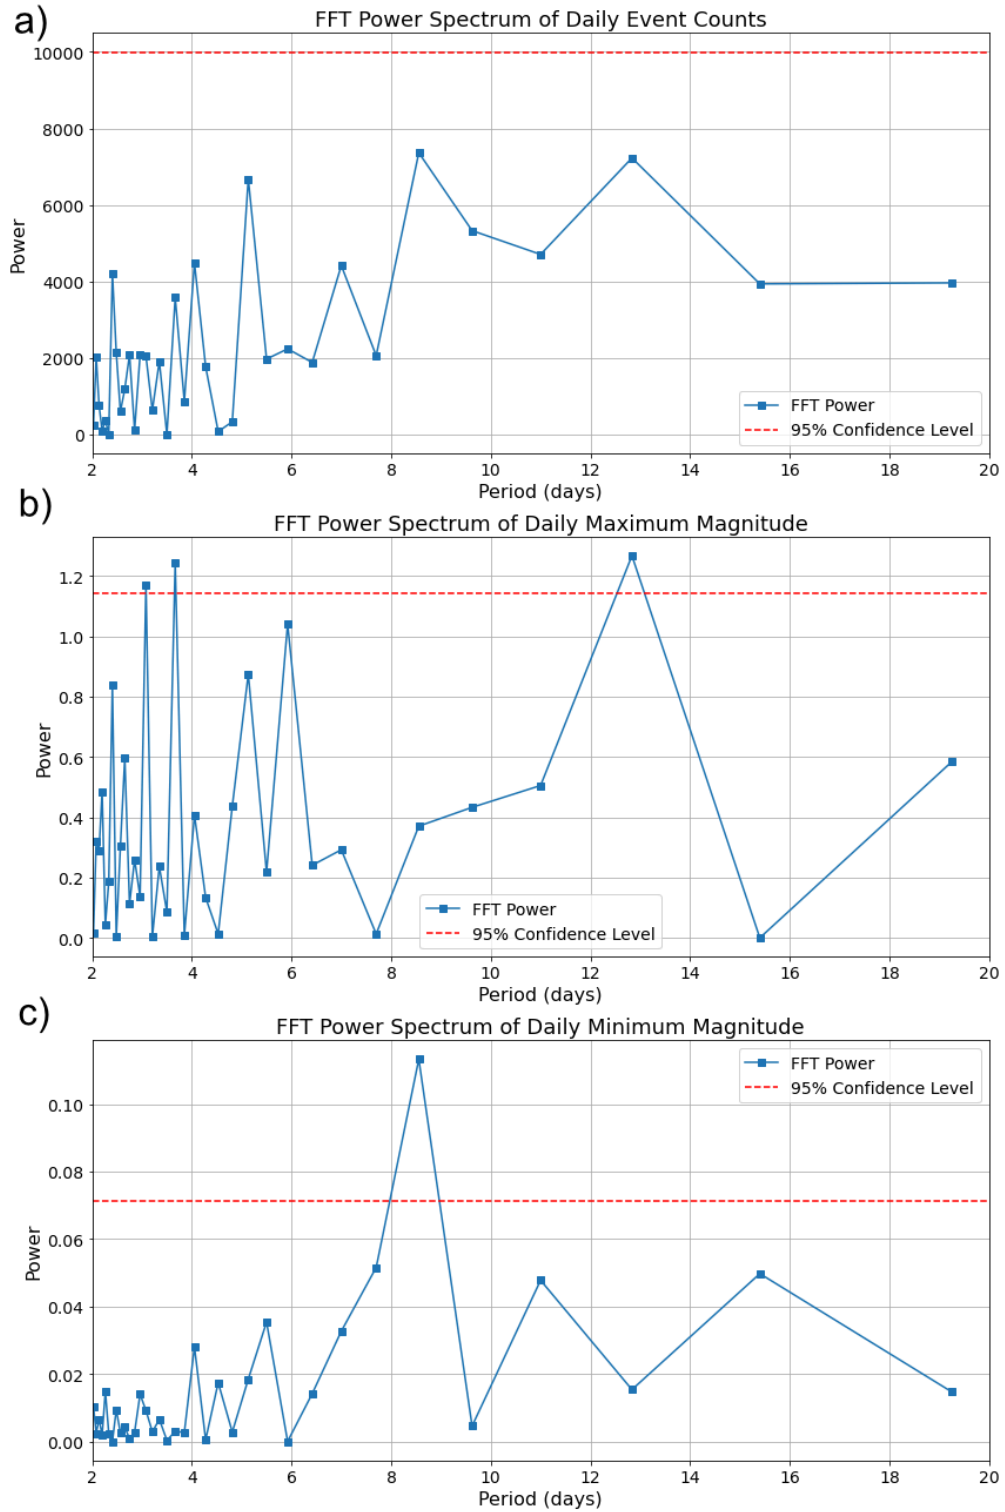 a)
FFT Power Spectrum of Daily Event Counts
10000
8000
6000
4000
2000
0
Power
FFT Power
95% Confidence Level
2 4 6 8 10 12 14 16 18 20
Period (days)
b)
FFT Power Spectrum of Daily Maximum Magnitude
1.2
1.0
0.8
0.6
0.4
0.2
0.0
Power
FFT Power
95% Confidence Level
2 4 6 8 10 12 14 16 18 20
Period (days)
c)
FFT Power Spectrum of Daily Minimum Magnitude
FFT Power
95% Confidence Level
0.10
0.08
0.06
0.04
0.02
0.00
Power
2 4 6 8 10 12 14 16 18 20
Period (days)